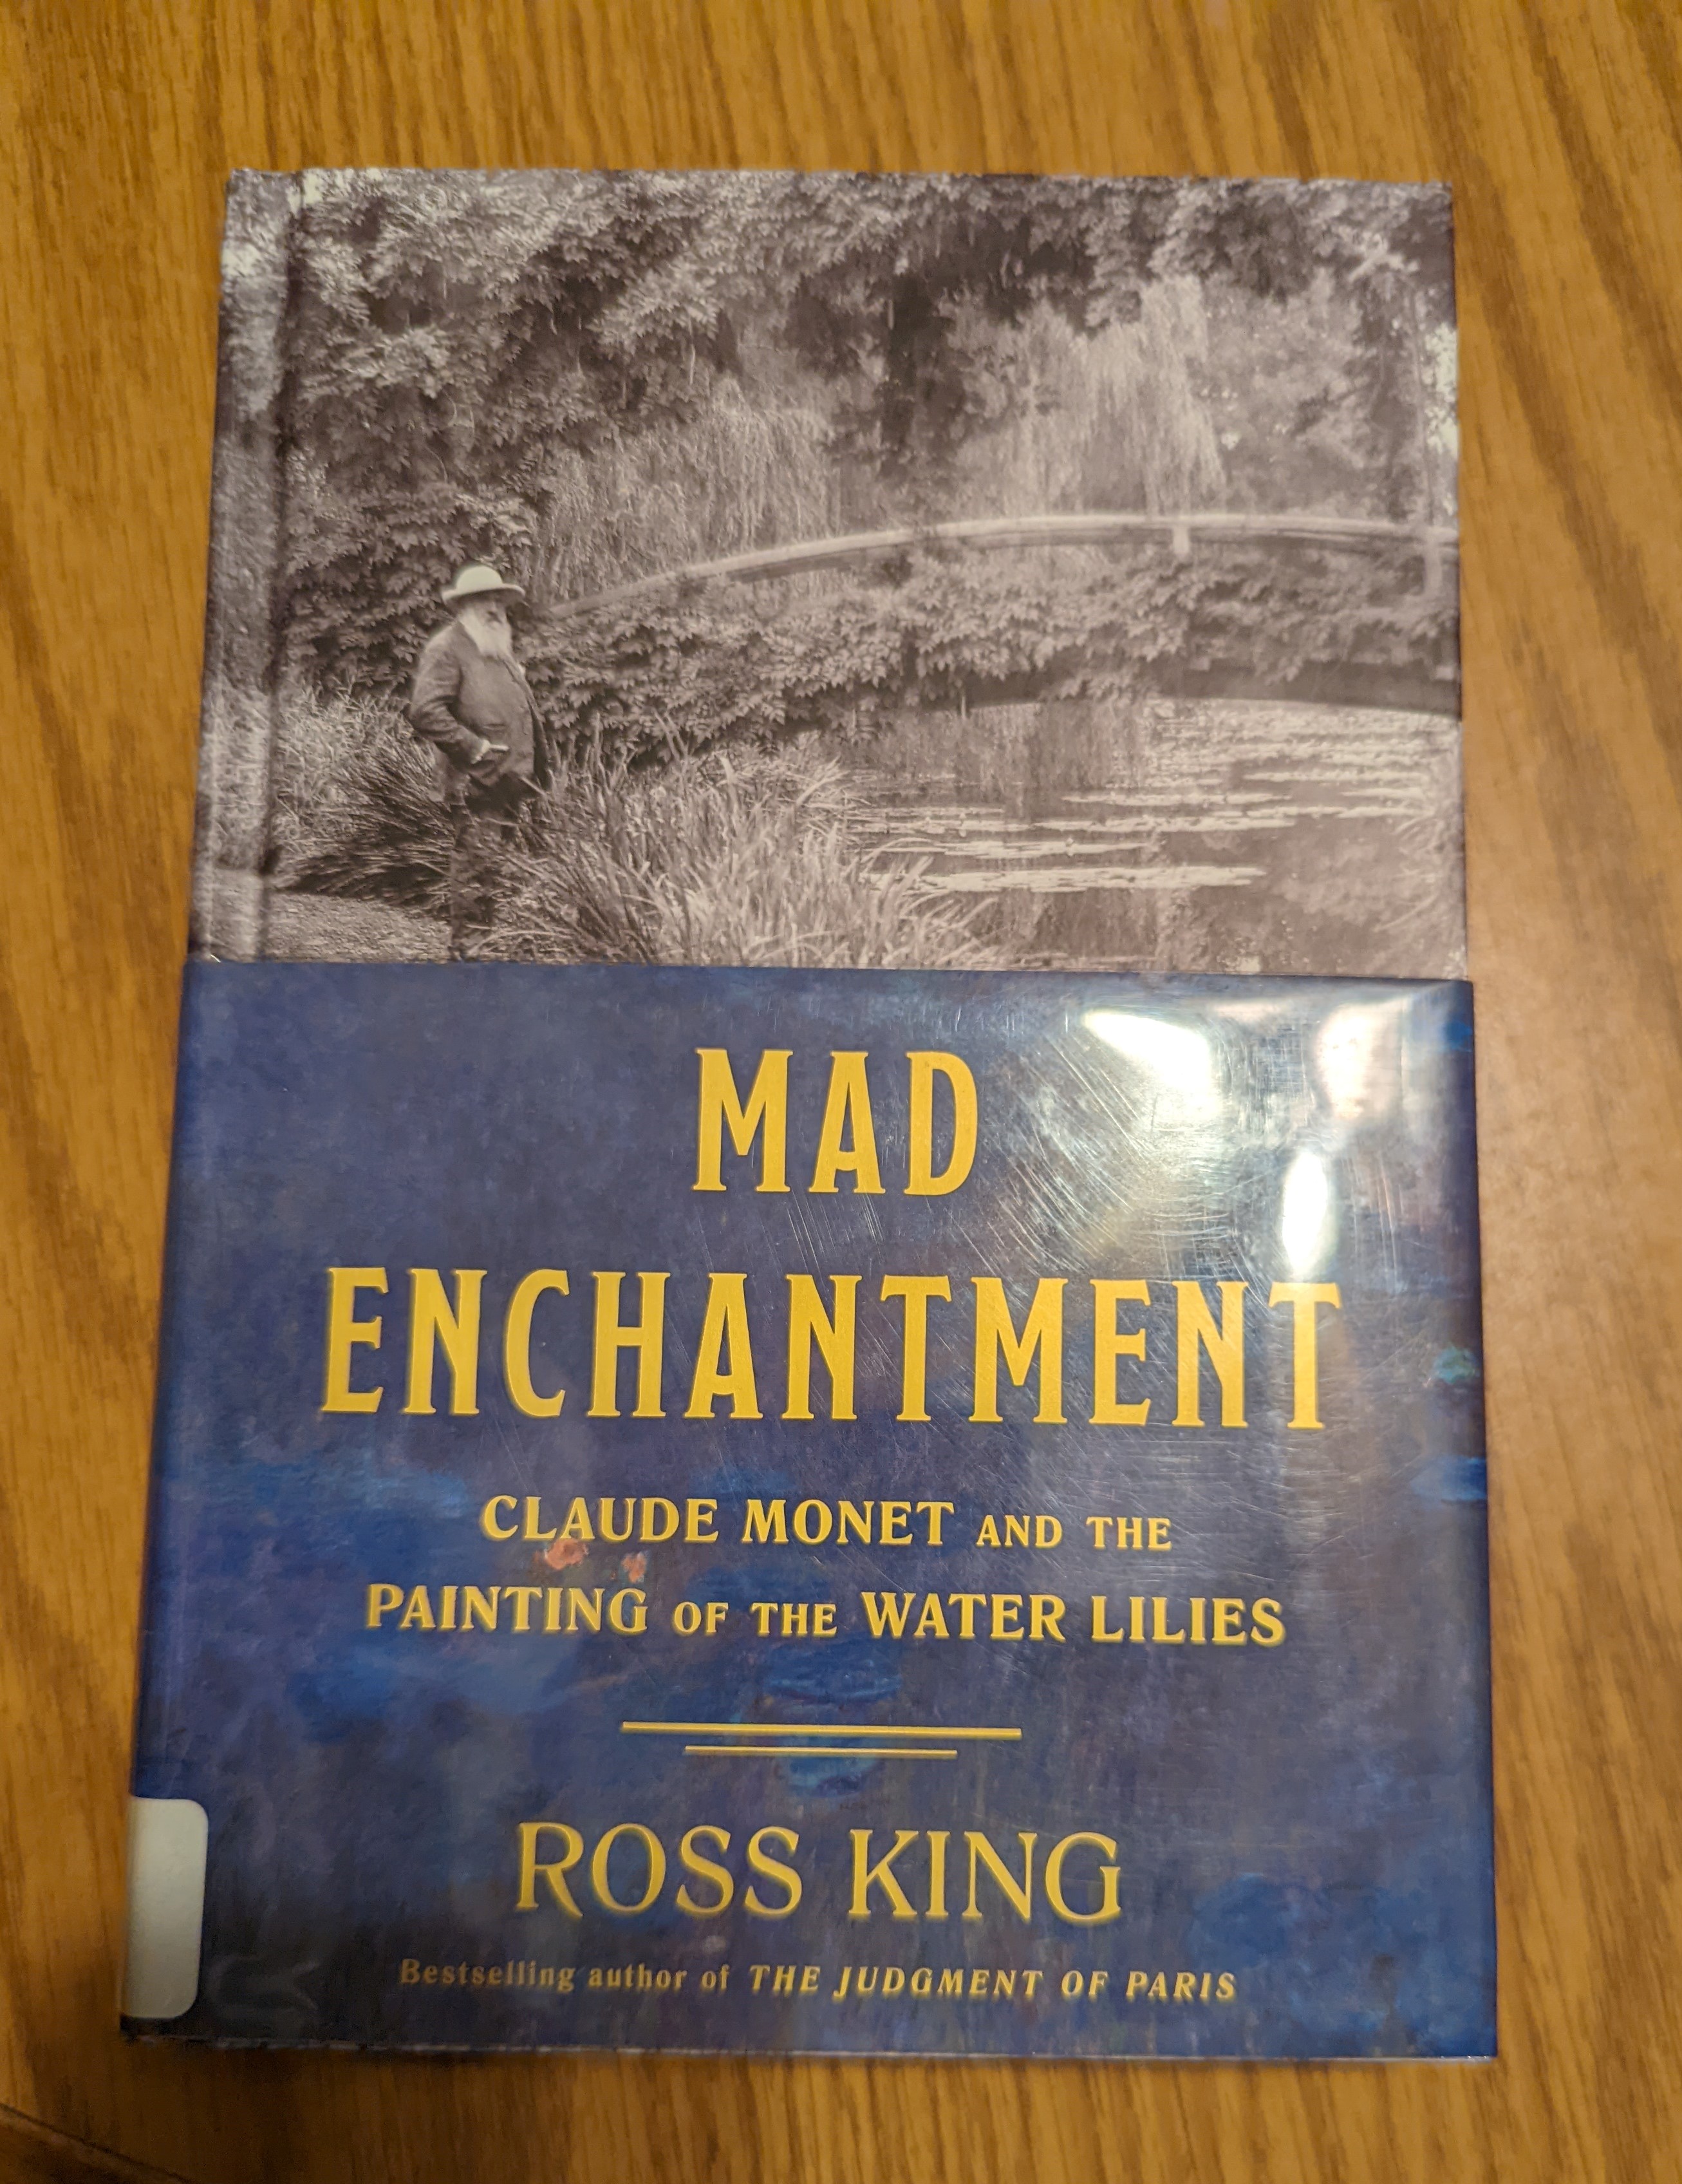 MAD
ENCHANTMENT
CLAUDE MONET AND THE
PAINTING OF THE WATER LILIES
ROSS KING
Bestselling author of THE JUDGMENT OF PARIS